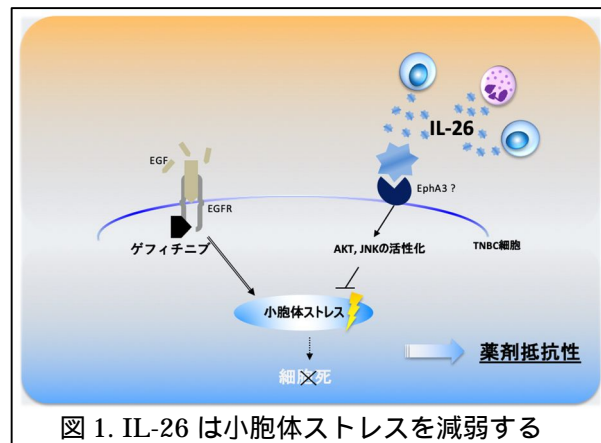 IL-26
EGF
EphA3 ?
EGFR
ゲフィチニブ
AKT, JNKの活性化
TNBC細胞
小胞体ストレス
薬剤抵抗性
細胞死
図 1. IL-26 は小胞体ストレスを減弱する